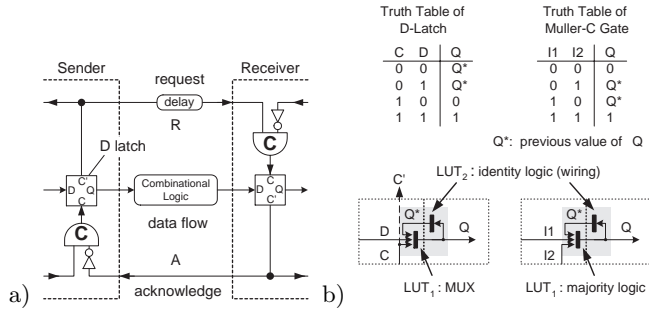 Sender
request
Receiver
delay
R
C
D latch
C'
D Q
C
Combinational
Logic
C
D Q
C'
data flow
C
A
acknowledge
a)
Truth Table of
D-Latch
C D Q
0 0 Q*
0 1 Q*
1 0 0
1 1 1
Truth Table of
Muller-C Gate
I1 I2 Q
0 0 0
0 1 Q*
1 0 Q*
1 1 1
Q*: previous value of Q
LUT2 : identity logic (wiring)
C'
Q*
D
Q
C
LUT1 : MUX
Q*
I1
Q
I2
LUT1 : majority logic
b)